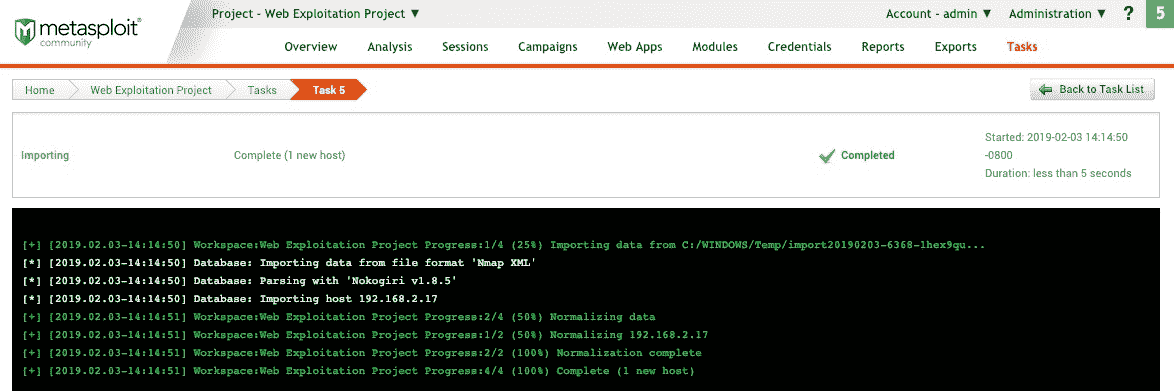 metasploit®
community
Project - Web Exploitation Project ▼
Account - admin ▼
Administration ▼
?
5
Overview
Analysis
Sessions
Campaigns
Web Apps
Modules
Credentials
Reports
Exports
Tasks
Home
Web Exploitation Project
Tasks
Task 5
Back to Task List
Importing
Complete (1 new host)
Completed
Started: 2019-02-03 14:14:50
-0800
Duration: less than 5 seconds
[+] [2019.02.03-14:14:50] Workspace:Web Exploitation Project Progress:1/4 (25%) Importing data from C:/WINDOWS/Temp/import20190203-6368-1hex9qu...
[*] [2019.02.03-14:14:50] Database: Importing data from file format 'Nmap XML'
[*] [2019.02.03-14:14:50] Database: Parsing with 'Nokogiri v1.8.5'
[*] [2019.02.03-14:14:50] Database: Importing host 192.168.2.17
[+] [2019.02.03-14:14:51] Workspace:Web Exploitation Project Progress:2/4 (50%) Normalizing data
[+] [2019.02.03-14:14:51] Workspace:Web Exploitation Project Progress:1/2 (50%) Normalizing 192.168.2.17
[+] [2019.02.03-14:14:51] Workspace:Web Exploitation Project Progress:2/2 (100%) Normalization complete
[+] [2019.02.03-14:14:51] Workspace:Web Exploitation Project Progress:4/4 (100%) Complete (1 new host)